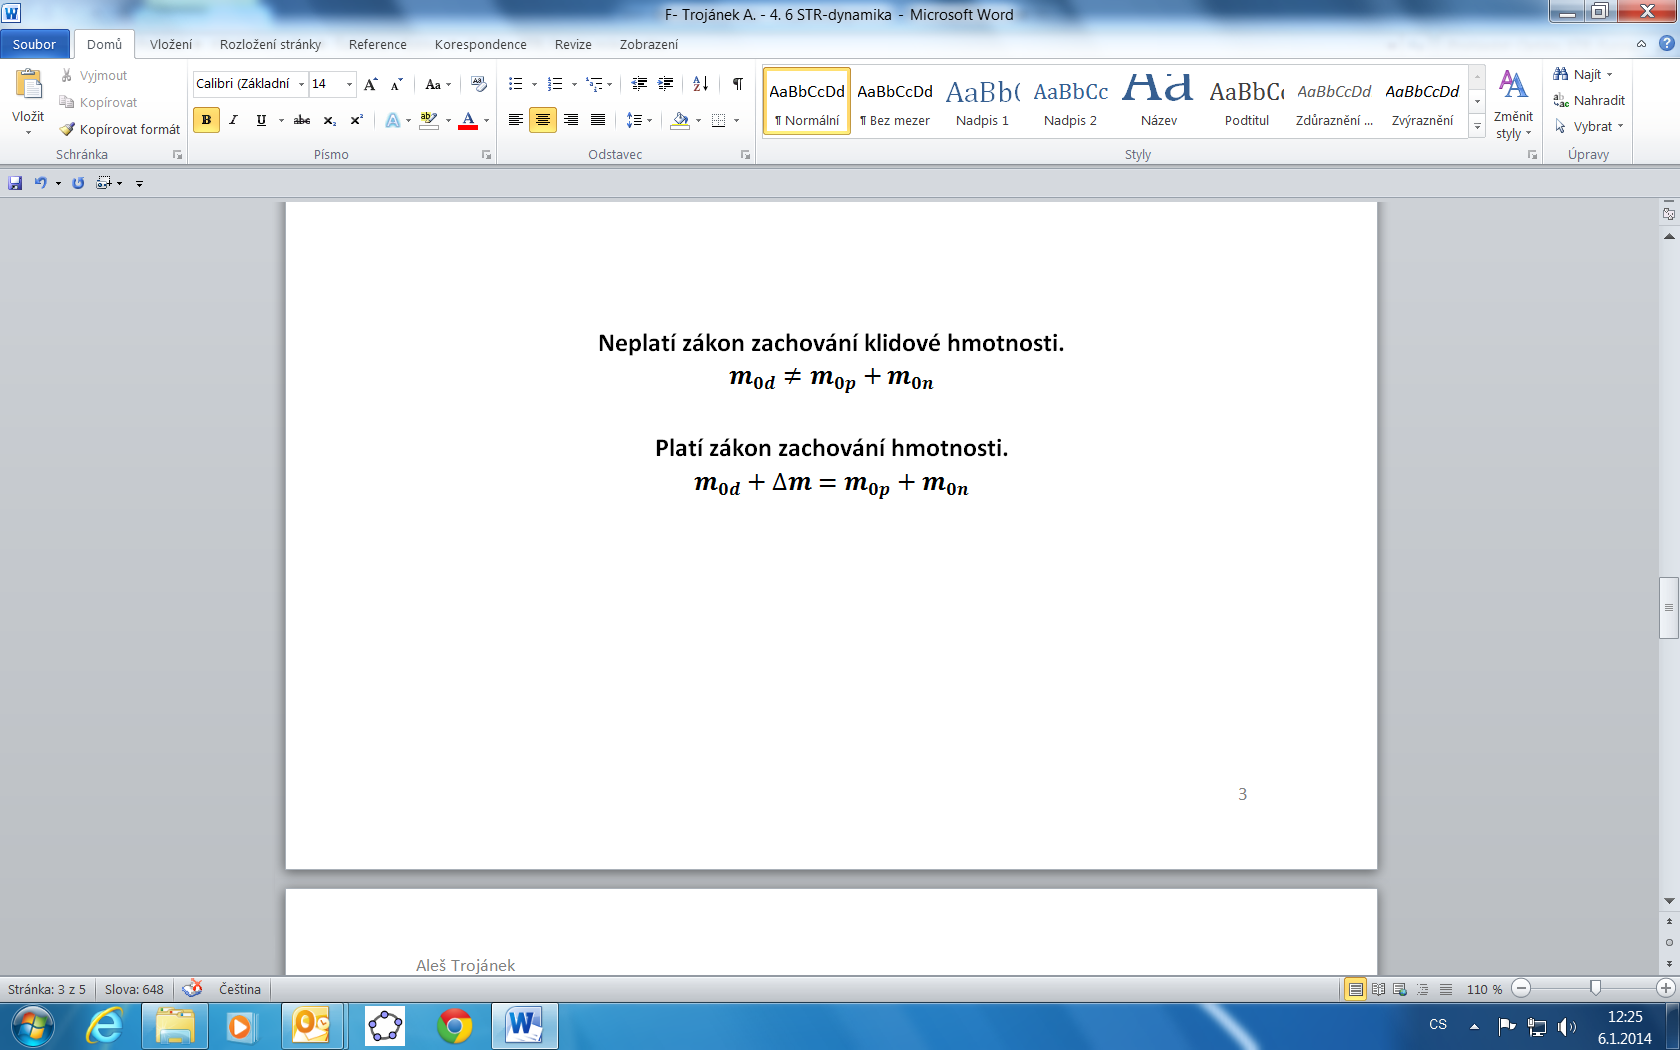 F- Trojánek A. - 4. 6 STR-dynamika - Microsoft Word
Soubor Domů Vložení Rozložení stránky Reference Korespondence Revize Zobrazení
Vložit
Vyjmout
Kopírovat
Kopírovat formát
Schránka
Calibri (Základní 14
Písmo
Odstavec
AaBbCcDd AaBbCcDd AaBb( AaBbCc Aa AaBbCc AaBbCcDd AaBbCcDd
¶ Normální ¶ Bez mezer Nadpis 1 Nadpis 2 Název Podtitul Zdůraznění ... Zvýraznění
Změnit styly
Styly
Najít
Nahradit
Vybrat
Úpravy
Neplatí zákon zachování klidové hmotnosti.
m₀d ≠ m₀p + m₀n
Platí zákon zachování hmotnosti.
m₀d + Δm = m₀p + m₀n
3
Aleš Trojánek
Stránka: 3 z 5 Slova: 648 Čeština 110 %
CS 12:25
6.1.2014